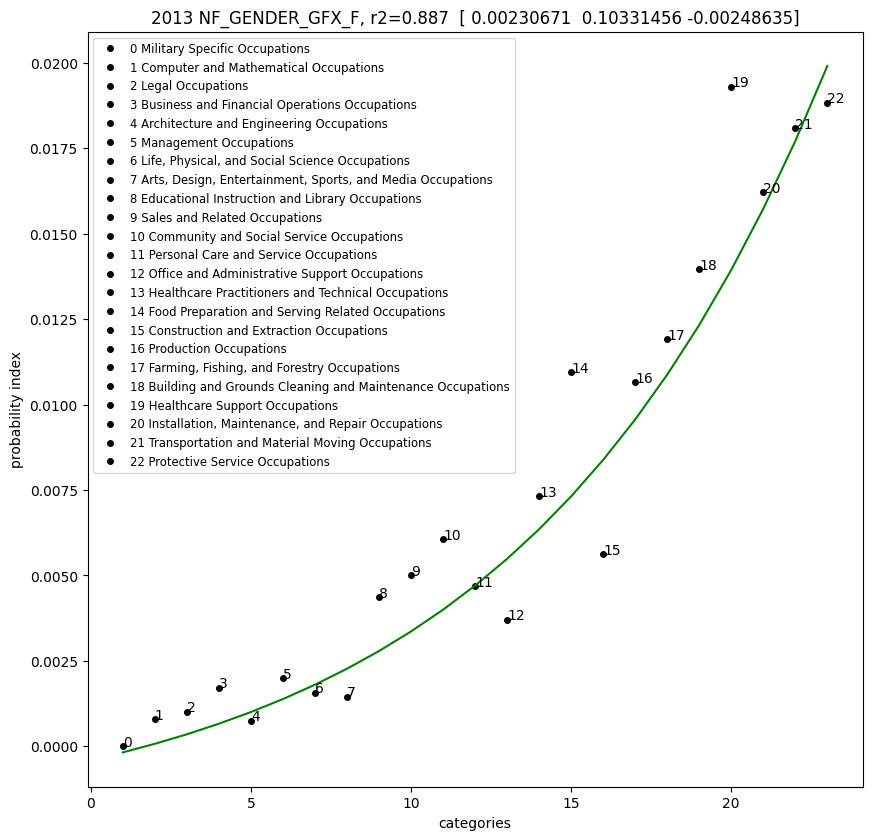 2013 NF_GENDER_GFX_F, r2=0.887 [ 0.00230671 0.10331456 -0.00248635]
0 Military Specific Occupations
1 Computer and Mathematical Occupations
2 Legal Occupations
3 Business and Financial Operations Occupations
4 Architecture and Engineering Occupations
5 Management Occupations
6 Life, Physical, and Social Science Occupations
7 Arts, Design, Entertainment, Sports, and Media Occupations
8 Educational Instruction and Library Occupations
9 Sales and Related Occupations
10 Community and Social Service Occupations
11 Personal Care and Service Occupations
12 Office and Administrative Support Occupations
13 Healthcare Practitioners and Technical Occupations
14 Food Preparation and Serving Related Occupations
15 Construction and Extraction Occupations
16 Production Occupations
17 Farming, Fishing, and Forestry Occupations
18 Building and Grounds Cleaning and Maintenance Occupations
19 Healthcare Support Occupations
20 Installation, Maintenance, and Repair Occupations
21 Transportation and Material Moving Occupations
22 Protective Service Occupations
probability index
0.0200
0.0175
0.0150
0.0125
0.0100
0.0075
0.0050
0.0025
0.0000
0
1
2
3
4
5
6
7
8
9
10
11
12
13
14
15
16
17
18
19
20
21
22
0
5
10
15
20
categories